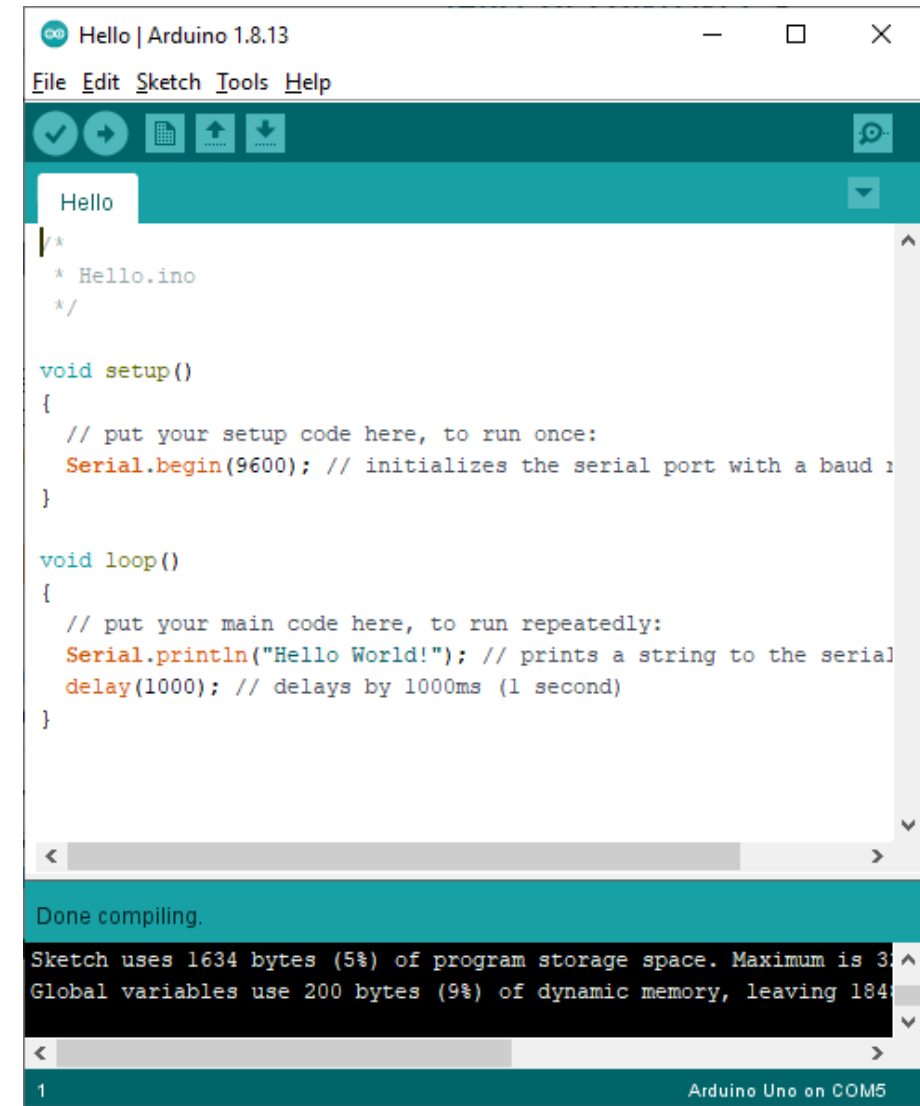 Hello | Arduino 1.8.13
File Edit Sketch Tools Help
Hello
/*
 * Hello.ino
 */
void setup()
{
  // put your setup code here, to run once:
  Serial.begin(9600); // initializes the serial port with a baud
}
void loop()
{
  // put your main code here, to run repeatedly:
  Serial.println("Hello World!"); // prints a string to the serial
  delay(1000); // delays by 1000ms (1 second)
}
Done compiling.
Sketch uses 1634 bytes (5%) of program storage space. Maximum is
Global variables use 200 bytes (9%) of dynamic memory, leaving
1 Arduino Uno on COM5